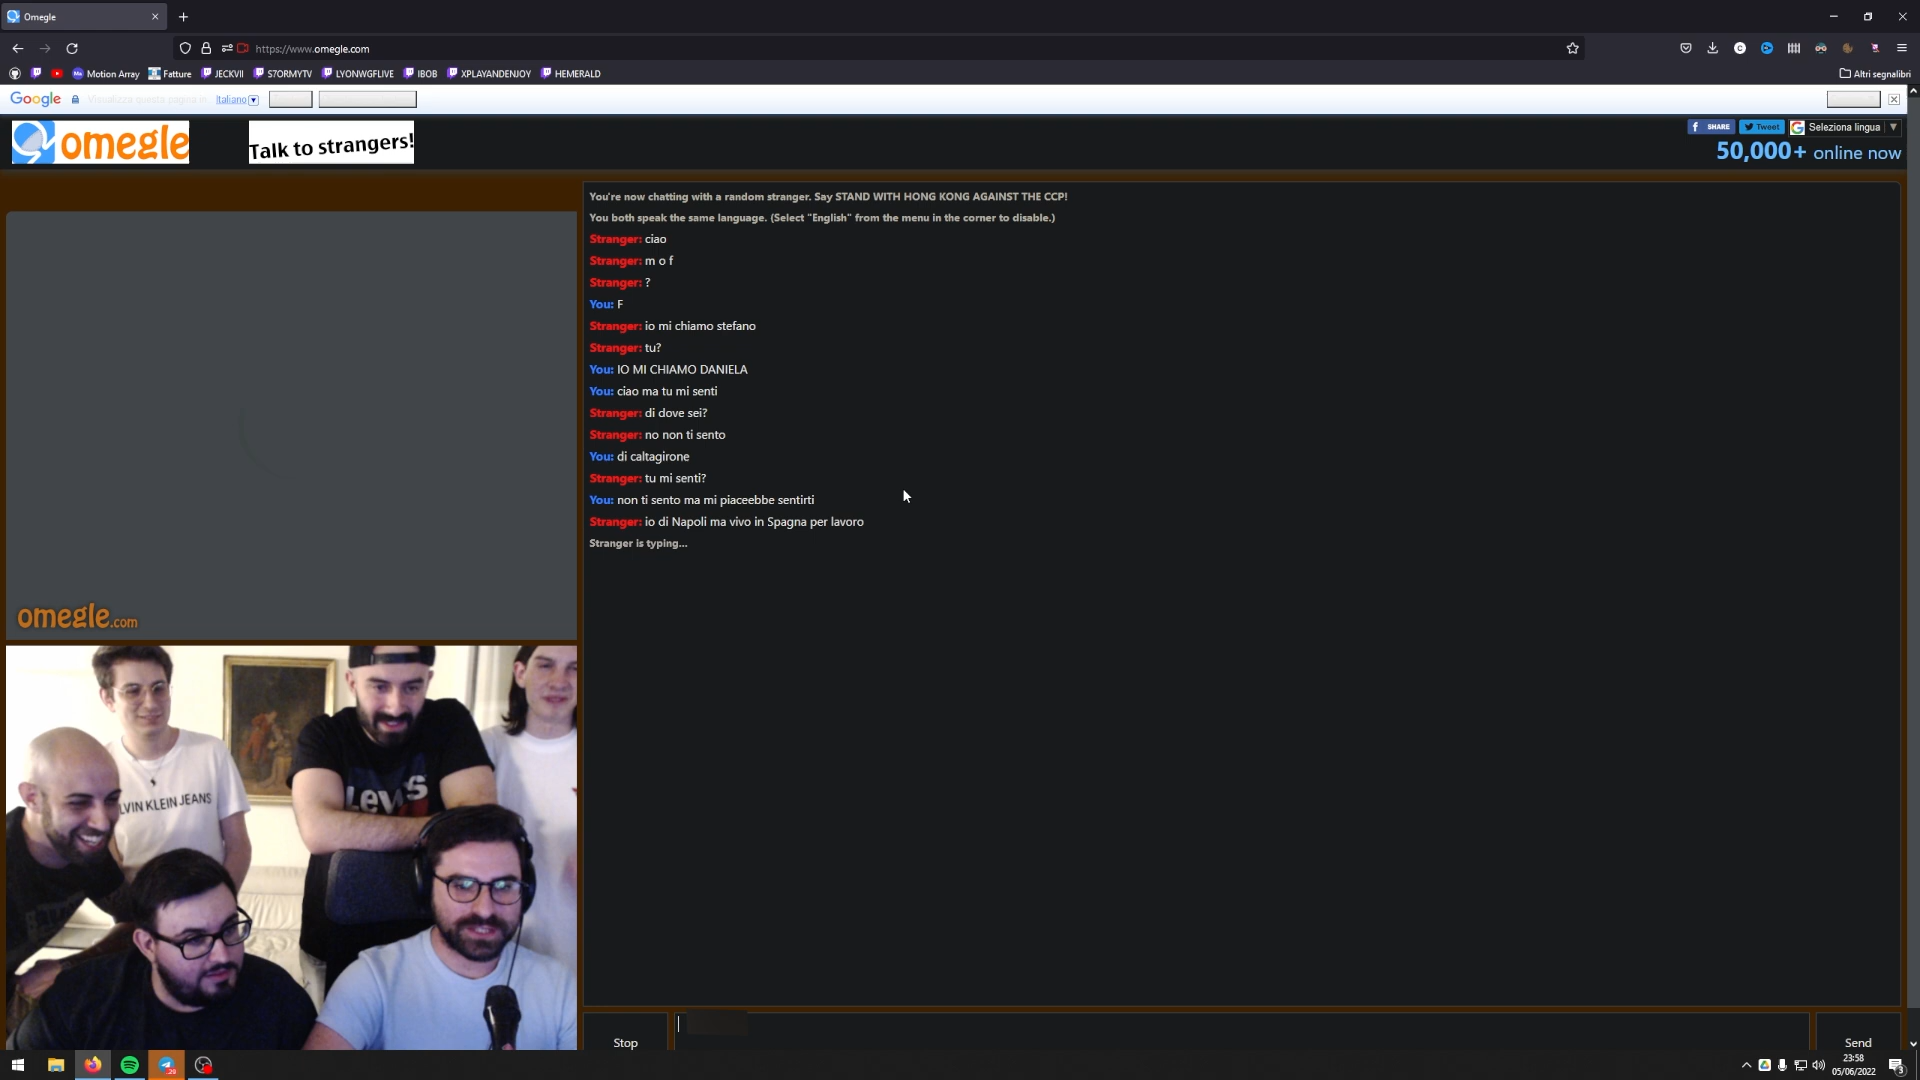 Omegle
https://www.omegle.com
Motion Array
Fatture
JECKVII
S7ORMYTV
LYONWGFLIVE
IBOB
XPLAYANDENJOY
HEMERALD
Altri segnalibri
Google
Visualizza questa pagina in:
Italiano
omegle
Talk to strangers!
SHARE
Tweet
Seleziona lingua
50,000+ online now
You're now chatting with a random stranger. Say STAND WITH HONG KONG AGAINST THE CCP!
You both speak the same language. (Select "English" from the menu in the corner to disable.)
Stranger: ciao
Stranger: m o f
Stranger: ?
You: F
Stranger: io mi chiamo stefano
Stranger: tu?
You: IO MI CHIAMO DANIELA
You: ciao ma tu mi senti
Stranger: di dove sei?
Stranger: no non ti sento
You: di caltagirone
Stranger: tu mi senti?
You: non ti sento ma mi piaceebbe sentirti
Stranger: io di Napoli ma vivo in Spagna per lavoro
Stranger is typing...
omegle.com
LVIN KLEIN JEANS
Levi's
Stop
Send
29
23:58
05/06/2022
3